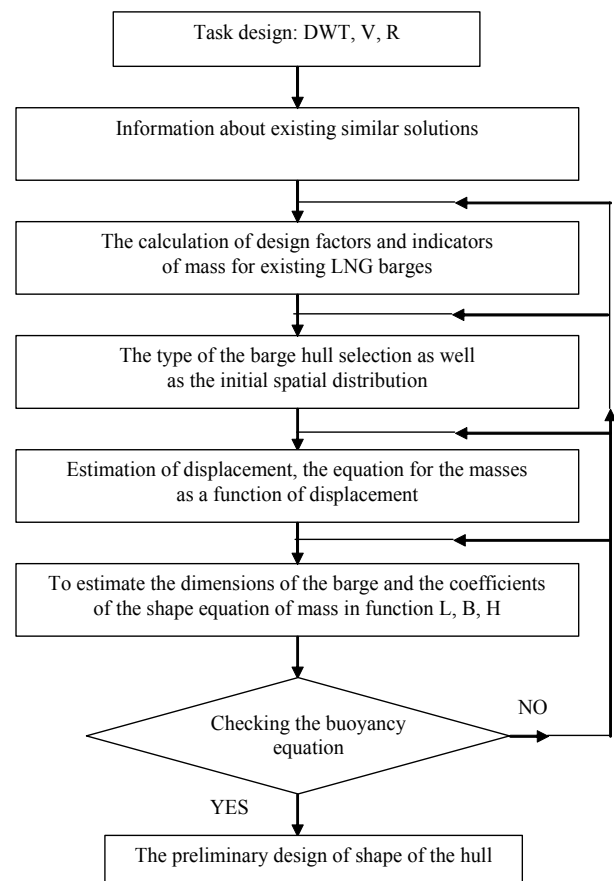 Task design: DWT, V, R
Information about existing similar solutions
The calculation of design factors and indicators
of mass for existing LNG barges
The type of the barge hull selection as well
as the initial spatial distribution
Estimation of displacement, the equation for the masses
as a function of displacement
To estimate the dimensions of the barge and the coefficients
of the shape equation of mass in function L, B, H
Checking the buoyancy
equation
NO
YES
The preliminary design of shape of the hull